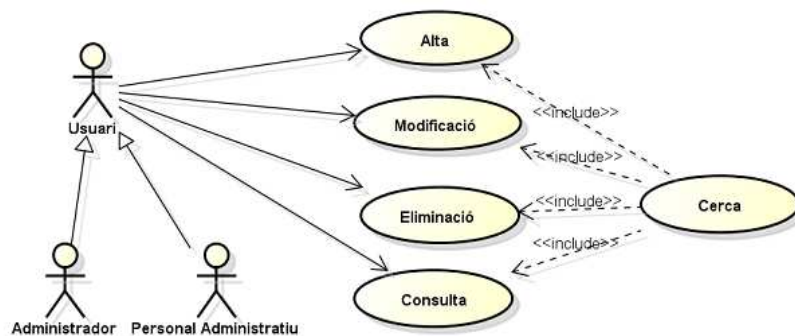 Alta
<<include>>
Usuari
Modificació
<<include>>
Cerca
<<include>>
Eliminació
<<include>>
Consulta
Administrador
Personal Administratiu